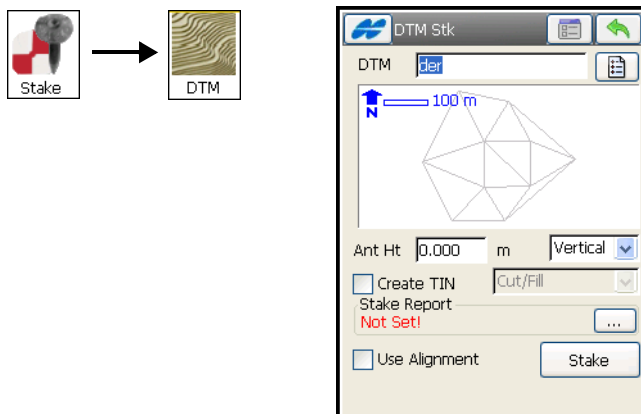 Stake
DTM
DTM Stk
DTM der
100 m
N
Ant Ht 0.000 m Vertical
Create TIN Cut/Fill
Stake Report
Not Set! ...
Use Alignment Stake